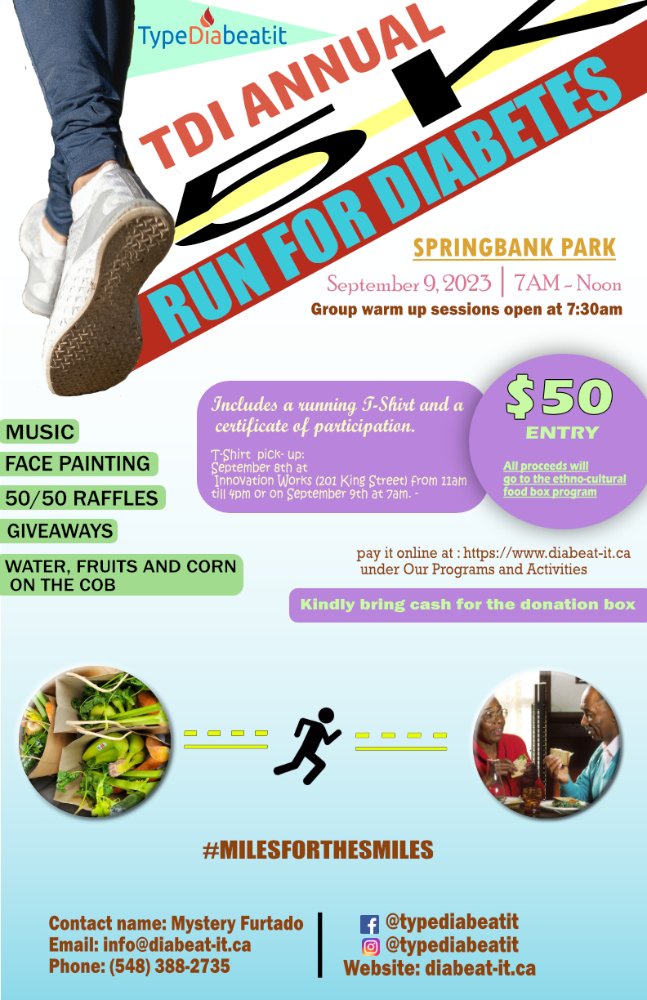 TypeDiabeat-it
TDI ANNUAL
5K
RUN FOR DIABETES
SPRINGBANK PARK
September 9, 2023 | 7AM - Noon
Group warm up sessions open at 7:30am
Includes a running T-Shirt and a
certificate of participation.
T-Shirt pick- up:
September 8th at
Innovation Works (201 King Street) from 11am
till 4pm or on September 9th at 7am. -
$50
ENTRY
All proceeds will
go to the ethno-cultural
food box program
MUSIC
FACE PAINTING
50/50 RAFFLES
GIVEAWAYS
WATER, FRUITS AND CORN
ON THE COB
pay it online at : https://www.diabeat-it.ca
under Our Programs and Activities
Kindly bring cash for the donation box
#MILESFORTHESMILES
Contact name: Mystery Furtado
Email: info@diabeat-it.ca
Phone: (548) 388-2735
@typediabeatit
@typediabeatit
Website: diabeat-it.ca